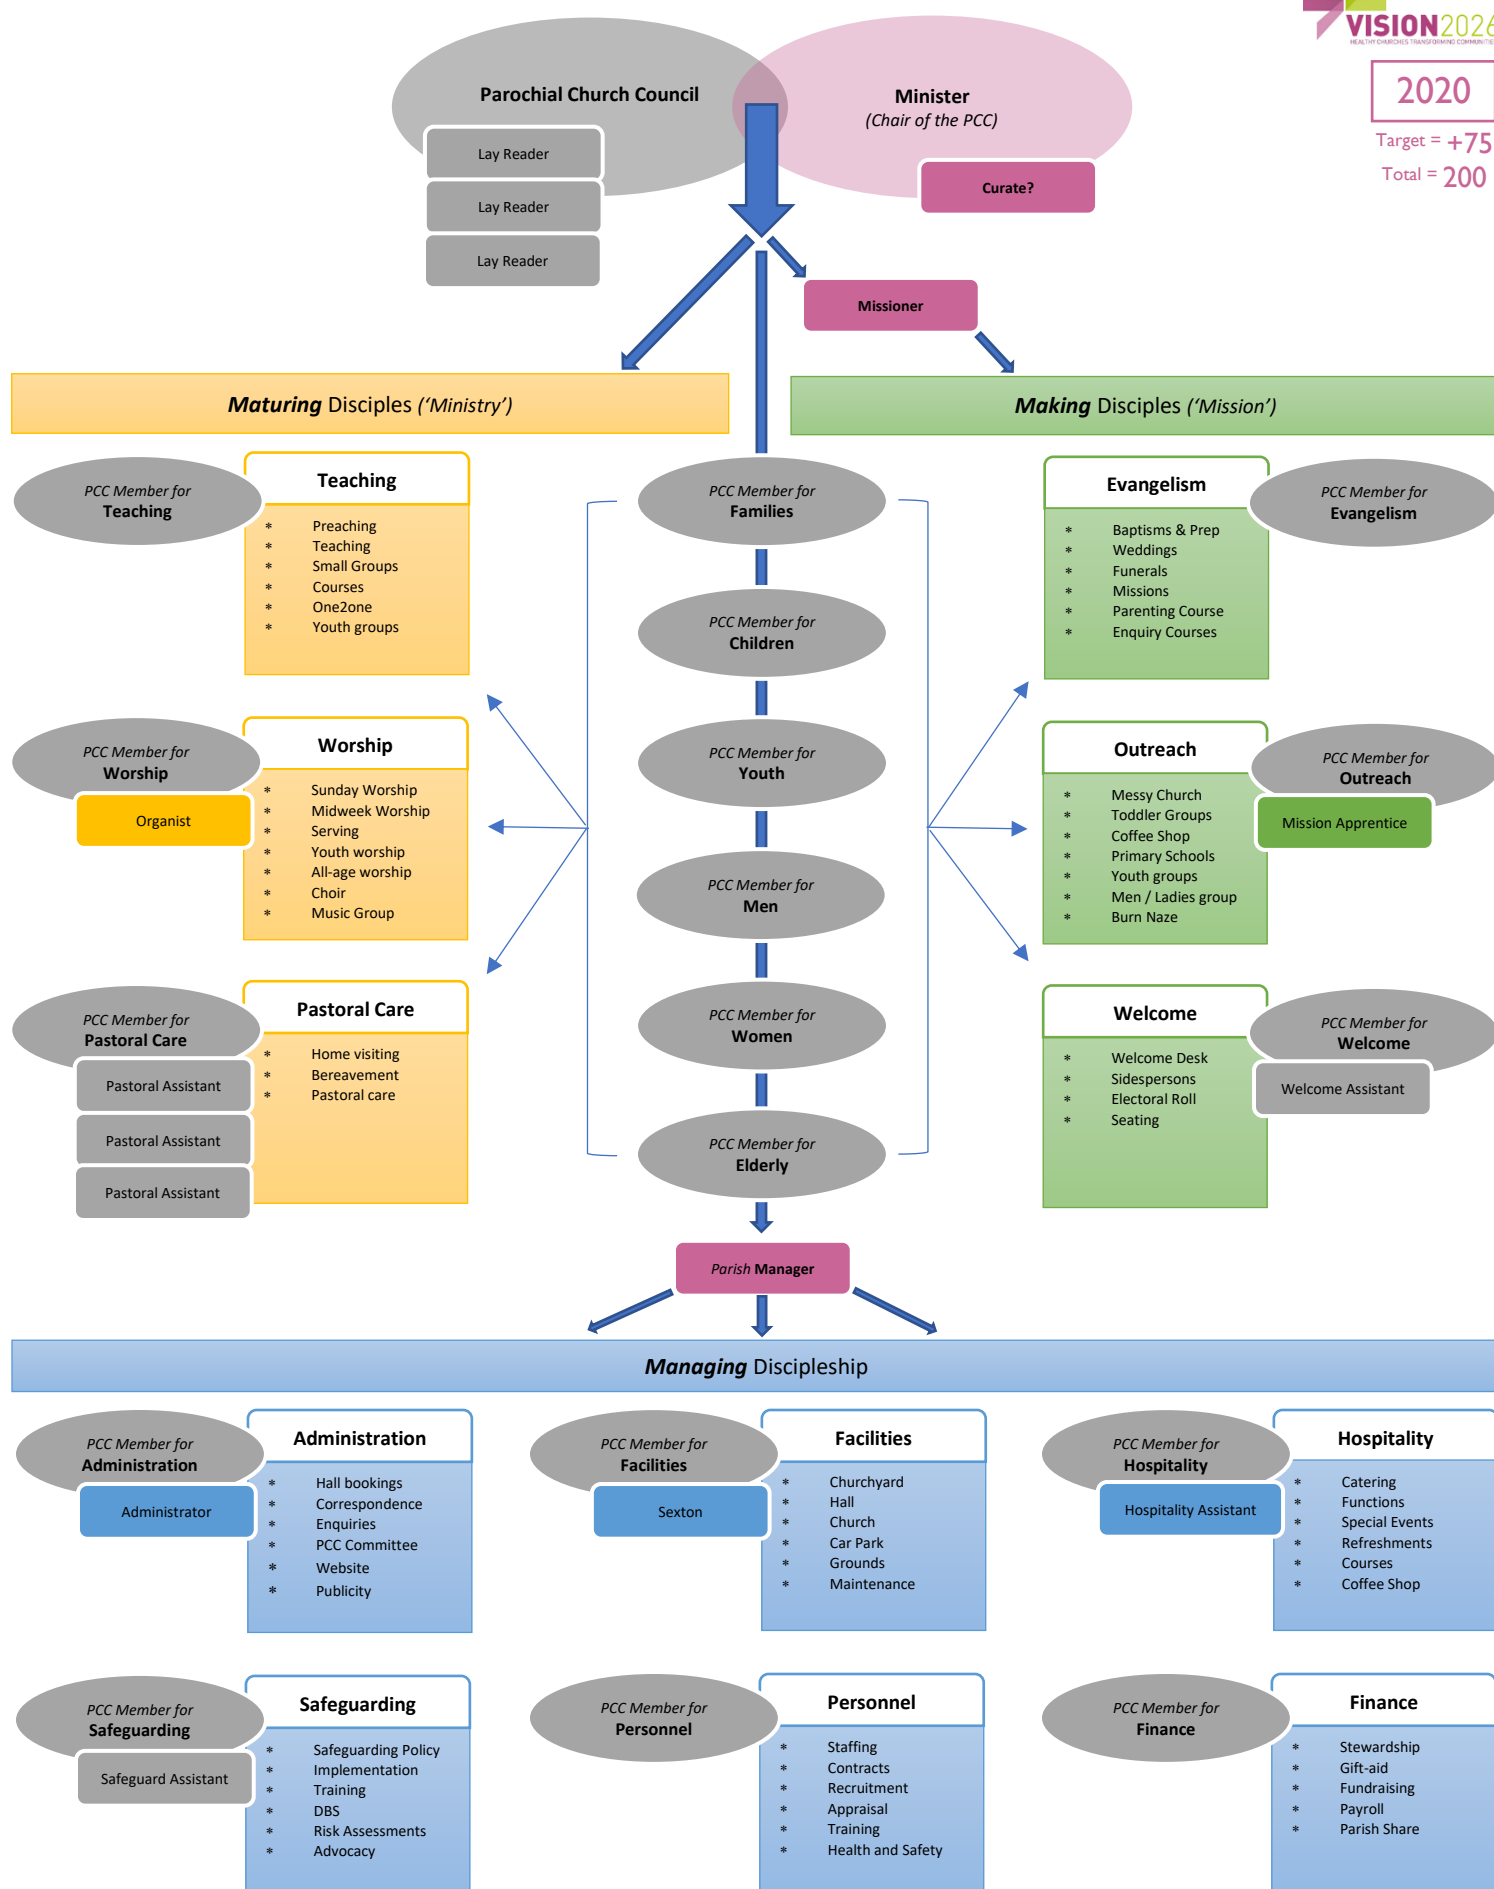 VISION2026
HEALTHY CHURCHES TRANSFORMING COMMUNITIES
2020
Target = +75
Total = 200
Parochial Church Council
Lay Reader
Lay Reader
Lay Reader
Minister
(Chair of the PCC)
Curate?
Missioner
Maturing Disciples (‘Ministry’)
Making Disciples (‘Mission’)
PCC Member for
Teaching
Teaching
* Preaching
* Teaching
* Small Groups
* Courses
* One2one
* Youth groups
PCC Member for
Worship
Organist
Worship
* Sunday Worship
* Midweek Worship
* Serving
* Youth worship
* All-age worship
* Choir
* Music Group
PCC Member for
Pastoral Care
Pastoral Assistant
Pastoral Assistant
Pastoral Assistant
Pastoral Care
* Home visiting
* Bereavement
* Pastoral care
PCC Member for
Families
PCC Member for
Children
PCC Member for
Youth
PCC Member for
Men
PCC Member for
Women
PCC Member for
Elderly
Evangelism
* Baptisms & Prep
* Weddings
* Funerals
* Missions
* Parenting Course
* Enquiry Courses
PCC Member for
Evangelism
Outreach
* Messy Church
* Toddler Groups
* Coffee Shop
* Primary Schools
* Youth groups
* Men / Ladies group
* Burn Naze
PCC Member for
Outreach
Mission Apprentice
Welcome
* Welcome Desk
* Sidespersons
* Electoral Roll
* Seating
PCC Member for
Welcome
Welcome Assistant
Parish Manager
Managing Discipleship
PCC Member for
Administration
Administrator
Administration
* Hall bookings
* Correspondence
* Enquiries
* PCC Committee
* Website
* Publicity
PCC Member for
Facilities
Sexton
Facilities
* Churchyard
* Hall
* Church
* Car Park
* Grounds
* Maintenance
PCC Member for
Hospitality
Hospitality Assistant
Hospitality
* Catering
* Functions
* Special Events
* Refreshments
* Courses
* Coffee Shop
PCC Member for
Safeguarding
Safeguard Assistant
Safeguarding
* Safeguarding Policy
* Implementation
* Training
* DBS
* Risk Assessments
* Advocacy
PCC Member for
Personnel
Personnel
* Staffing
* Contracts
* Recruitment
* Appraisal
* Training
* Health and Safety
PCC Member for
Finance
Finance
* Stewardship
* Gift-aid
* Fundraising
* Payroll
* Parish Share